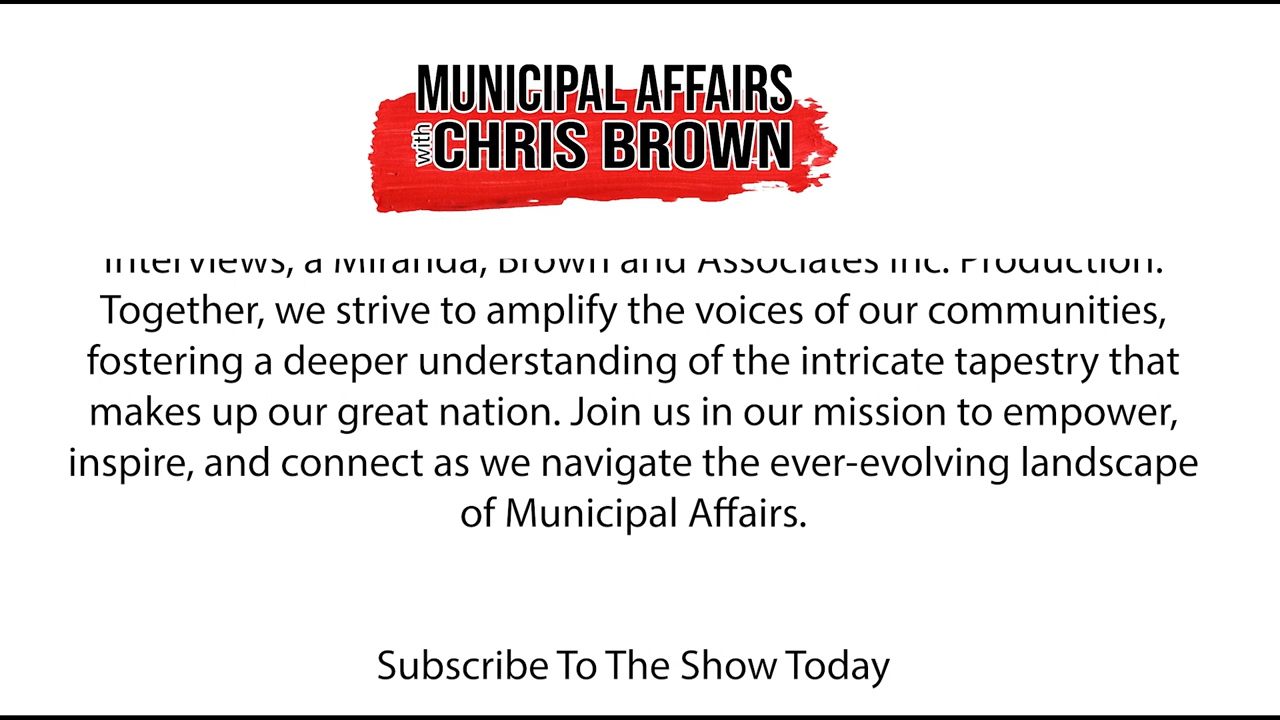 MUNICIPAL AFFAIRS
with CHRIS BROWN
Interviews, a Miranda, Brown and Associates Inc. Production.
Together, we strive to amplify the voices of our communities,
fostering a deeper understanding of the intricate tapestry that
makes up our great nation. Join us in our mission to empower,
inspire, and connect as we navigate the ever-evolving landscape
of Municipal Affairs.
Subscribe To The Show Today